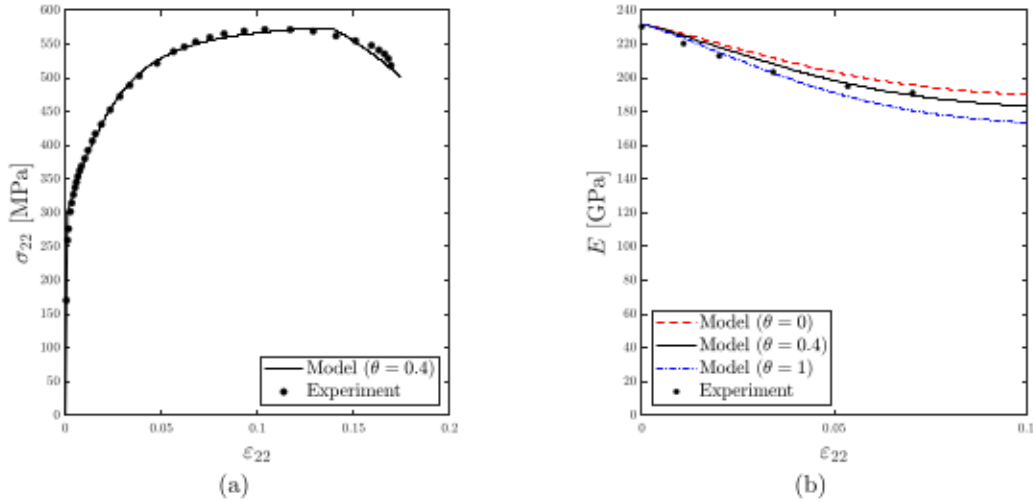 600
550
500
450
400
350
300
250
200
150
100
50
0
σ22 [MPa]
Model (θ = 0.4)
Experiment
0 0.05 0.1 0.15 0.2
ε22
(a)
240
220
200
180
160
140
120
100
80
60
40
20
0
E [GPa]
Model (θ = 0)
Model (θ = 0.4)
Model (θ = 1)
Experiment
0 0.05 0.1
ε22
(b)